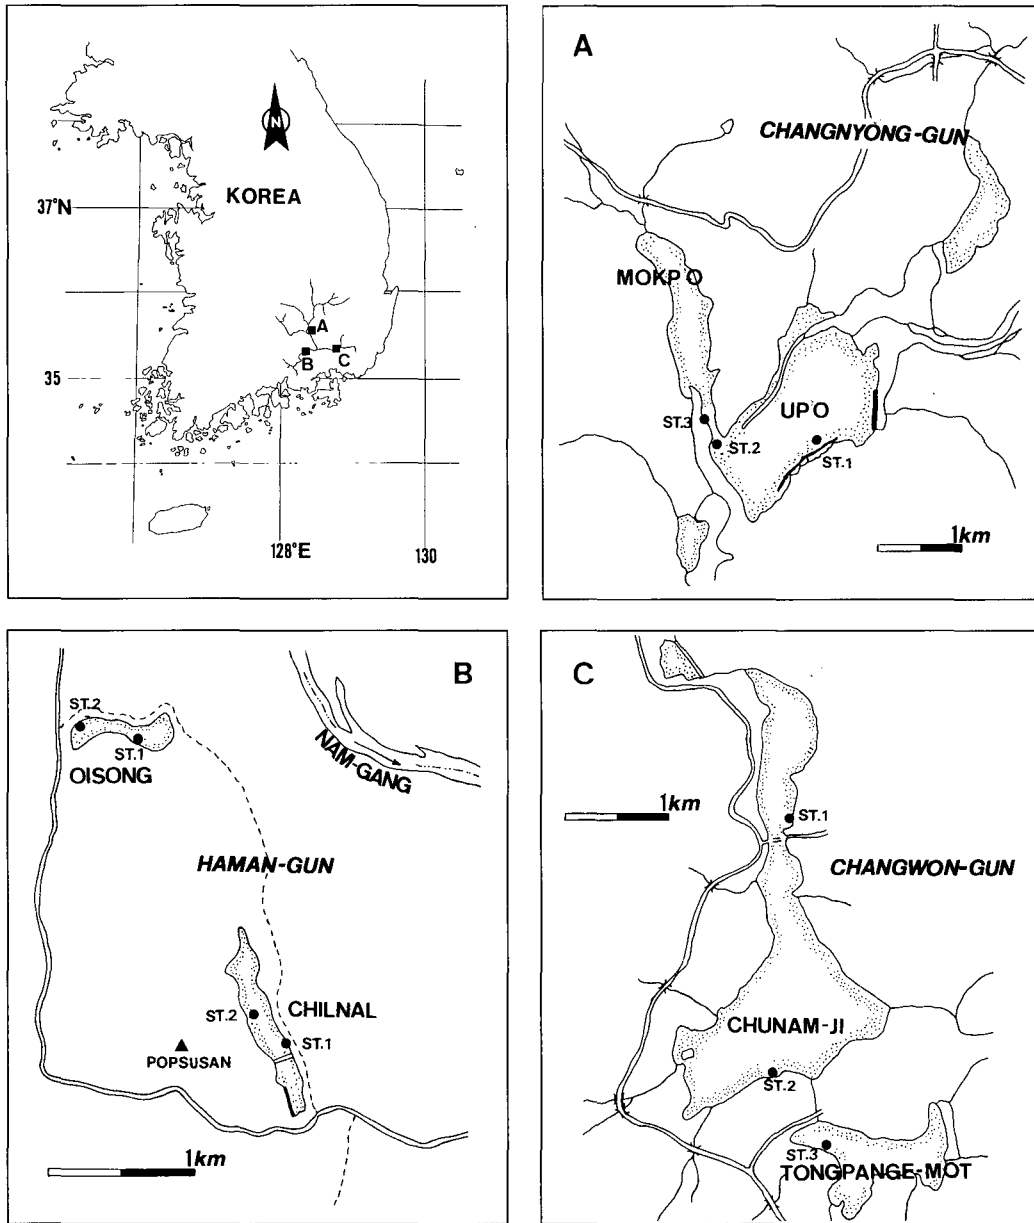 N
KOREA
37°N
A
B
C
35
128°E
130
A
CHANGNYONG-GUN
MOKPO
UPO
ST.3
ST.2
ST.1
1km
B
ST.2
ST.1
OISONG
NAM-GANG
HAMAN-GUN
CHILNAL
ST.2
ST.1
POPSUSAN
1km
C
1km
ST.1
CHANGWON-GUN
CHUNAM-JI
ST.2
ST.3
TONGPANGE-MOT